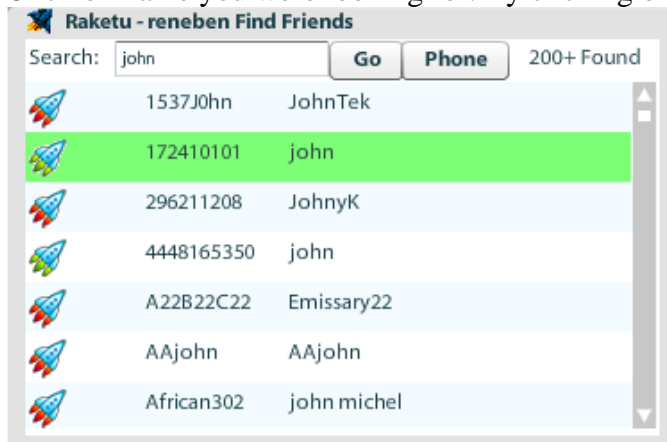 Raketu - reneben Find Friends
Search: john Go Phone 200+ Found
1537J0hn JohnTek
172410101 john
296211208 JohnyK
4448165350 john
A22B22C22 Emissary22
AAjohn AAjohn
African302 john michel